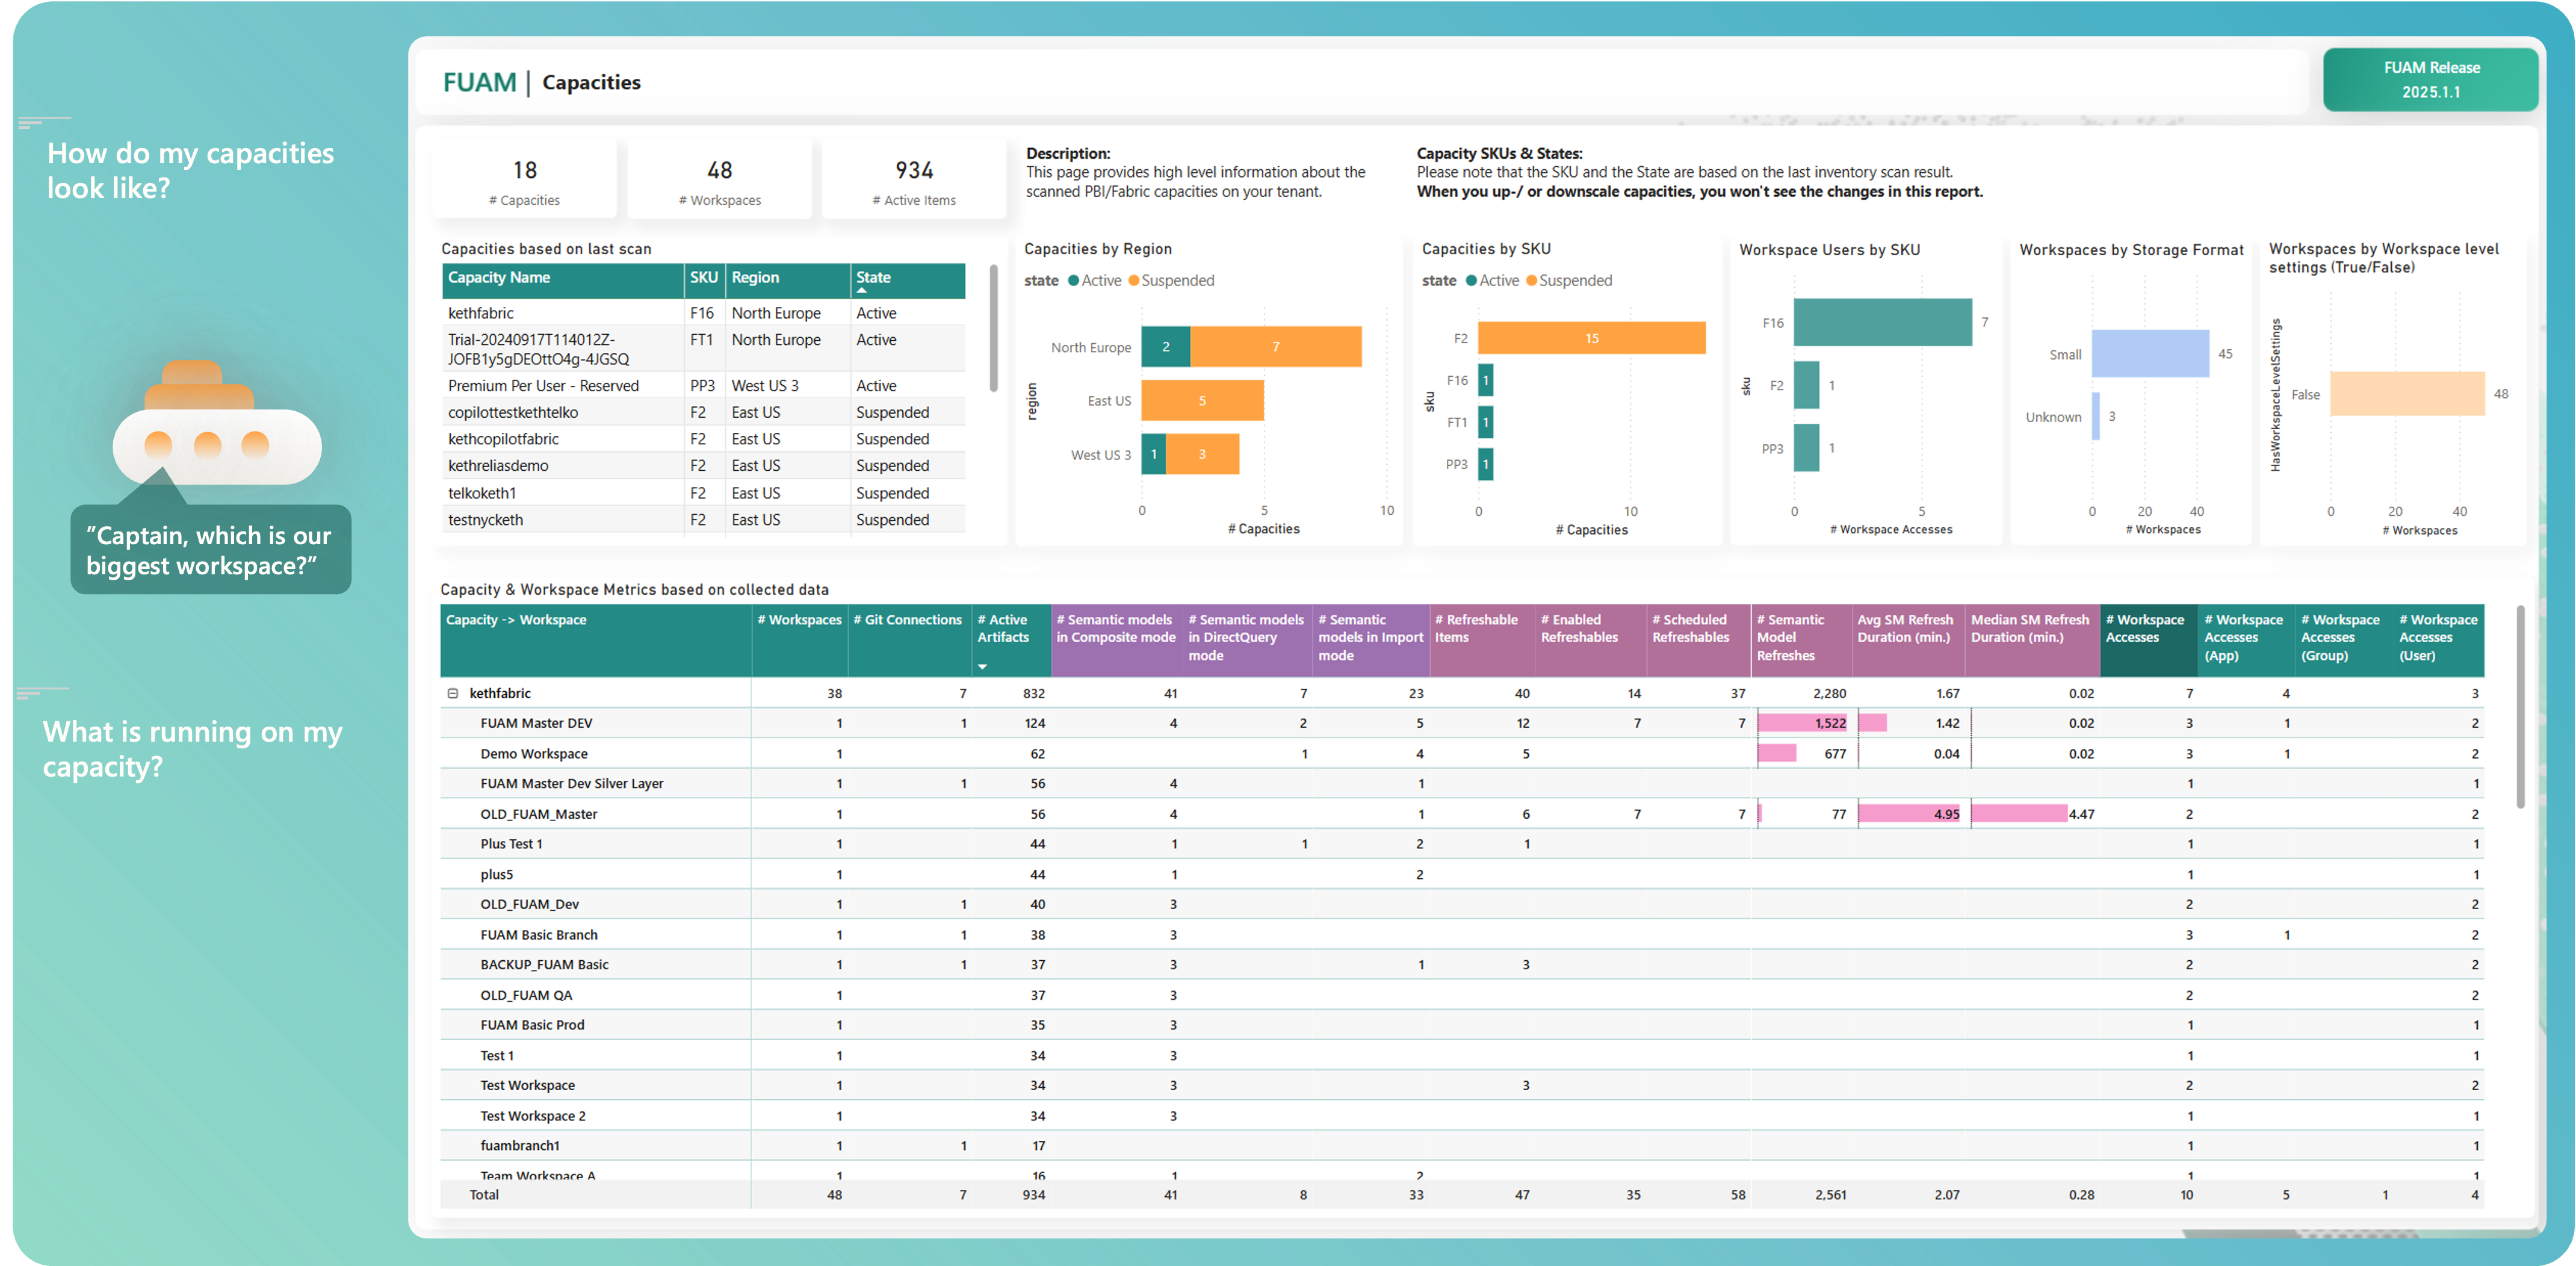 How do my capacities
look like?
"Captain, which is our
biggest workspace?"
What is running on my
capacity?
FUAM | Capacities
FUAM Release
2025.1.1
18
# Capacities
48
# Workspaces
934
# Active Items
Description:
This page provides high level information about the
scanned PBI/Fabric capacities on your tenant.
Capacity SKUs & States:
Please note that the SKU and the State are based on the last inventory scan result.
When you up-/ or downscale capacities, you won't see the changes in this report.
Capacities based on last scan
Capacity Name SKU Region State
kethfabric F16 North Europe Active
Trial-20240917T114012Z- FT1 North Europe Active
JOFB1y5gDEOttO4g-4JGSQ
Premium Per User - Reserved PP3 West US 3 Active
copilottestkethtelko F2 East US Suspended
kethcopilotfabric F2 East US Suspended
kethreliasdemo F2 East US Suspended
telkoketh1 F2 East US Suspended
testnycketh F2 East US Suspended
Capacities by Region
state Active Suspended
region
North Europe 2 7
East US 5
West US 3 1 3
0 5 10
# Capacities
Capacities by SKU
state Active Suspended
sku
F2 15
F16 1
FT1 1
PP3 1
0 10
# Capacities
Workspace Users by SKU
sku
F16 7
F2 1
PP3 1
0 5
# Workspace Accesses
Workspaces by Storage Format
Small 45
Unknown 3
0 20 40
# Workspaces
Workspaces by Workspace level
settings (True/False)
HasWorkspaceLevelSettings
False 48
0 20 40
# Workspaces
Capacity & Workspace Metrics based on collected data
Capacity -> Workspace # Workspaces # Git Connections # Active Artifacts # Semantic models in Composite mode # Semantic models in DirectQuery mode # Semantic models in Import mode # Refreshable Items # Enabled Refreshables # Scheduled Refreshables # Semantic Model Refreshes Avg SM Refresh Duration (min.) Median SM Refresh Duration (min.) # Workspace Accesses # Workspace Accesses (App) # Workspace Accesses (Group) # Workspace Accesses (User)
kethfabric 38 7 832 41 7 23 40 14 37 2,280 1.67 0.02 7 4 3
FUAM Master DEV 1 1 124 4 2 5 12 7 7 1,522 1.42 0.02 3 1 2
Demo Workspace 1 62 1 4 5 677 0.04 0.02 3 1 2
FUAM Master Dev Silver Layer 1 1 56 4 1 1 1
OLD_FUAM_Master 1 56 4 1 6 7 7 77 4.95 4.47 2 2
Plus Test 1 1 44 1 1 2 1 1 1
plus5 1 44 1 2 1 1
OLD_FUAM_Dev 1 1 40 3 2 2
FUAM Basic Branch 1 1 38 3 3 1 2
BACKUP_FUAM Basic 1 1 37 3 1 3 2 2
OLD_FUAM QA 1 37 3 2 2
FUAM Basic Prod 1 35 3 1 1
Test 1 1 34 3 1 1
Test Workspace 1 34 3 3 2 2
Test Workspace 2 1 34 3 1 1
fuambranch1 1 1 17 1 1
Team Workspace A 1 16 1 2 1 1
Total 48 7 934 41 8 33 47 35 58 2,561 2.07 0.28 10 5 1 4